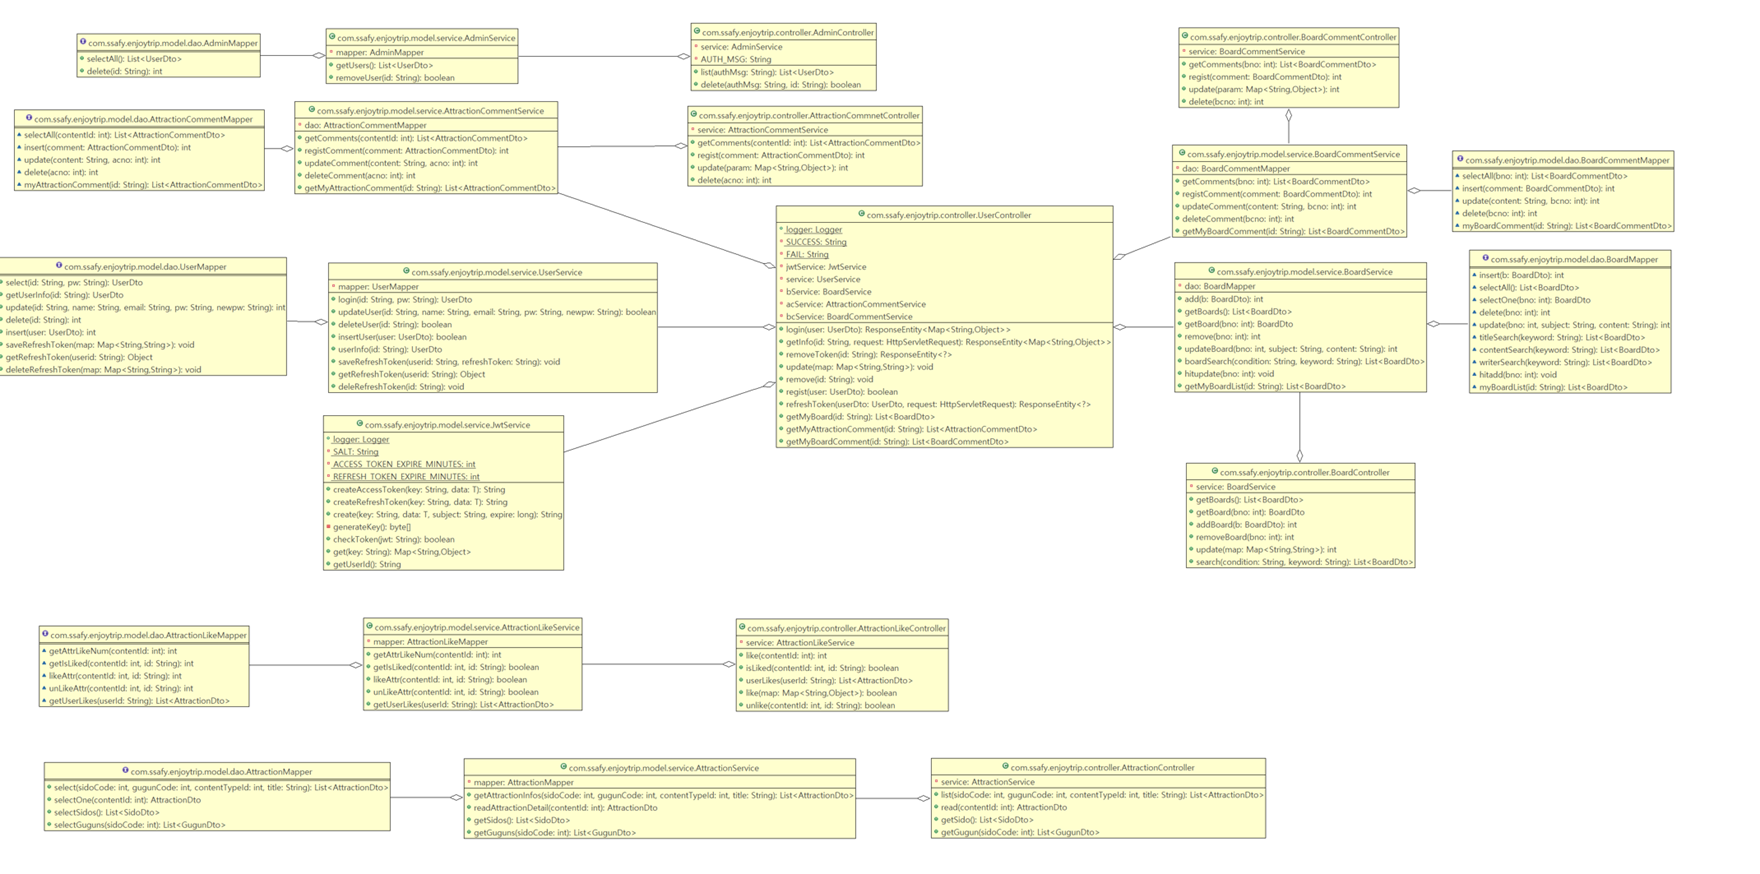 com.ssafy.enjoytrip.model.dao.AdminMapper
selectAll(): List<UserDto>
delete(id: String): int
com.ssafy.enjoytrip.model.service.AdminService
mapper: AdminMapper
getUsers(): List<UserDto>
removeUser(id: String): boolean
com.ssafy.enjoytrip.controller.AdminController
service: AdminService
AUTH_MSG: String
list(authMsg: String): List<UserDto>
delete(authMsg: String, id: String): boolean
com.ssafy.enjoytrip.controller.BoardCommentController
service: BoardCommentService
getComments(bno: int): List<BoardCommentDto>
regist(comment: BoardCommentDto): int
update(param: Map<String,Object>): int
delete(bcno: int): int
com.ssafy.enjoytrip.model.dao.AttractionCommentMapper
selectAll(contentId: int): List<AttractionCommentDto>
insert(comment: AttractionCommentDto): int
update(content: String, acno: int): int
delete(acno: int): int
myAttractionComment(id: String): List<AttractionCommentDto>
com.ssafy.enjoytrip.model.service.AttractionCommentService
dao: AttractionCommentMapper
getComments(contentId: int): List<AttractionCommentDto>
registComment(comment: AttractionCommentDto): int
updateComment(content: String, acno: int): int
deleteComment(acno: int): int
getMyAttractionComment(id: String): List<AttractionCommentDto>
com.ssafy.enjoytrip.controller.AttractionCommnetController
service: AttractionCommentService
getComments(contentId: int): List<AttractionCommentDto>
regist(comment: AttractionCommentDto): int
update(param: Map<String,Object>): int
delete(acno: int): int
com.ssafy.enjoytrip.model.service.BoardCommentService
dao: BoardCommentMapper
getComments(bno: int): List<BoardCommentDto>
registComment(comment: BoardCommentDto): int
updateComment(content: String, bcno: int): int
deleteComment(bcno: int): int
getMyBoardComment(id: String): List<BoardCommentDto>
com.ssafy.enjoytrip.model.dao.BoardCommentMapper
selectAll(bno: int): List<BoardCommentDto>
insert(comment: BoardCommentDto): int
update(content: String, bcno: int): int
delete(bcno: int): int
myBoardComment(id: String): List<BoardCommentDto>
com.ssafy.enjoytrip.model.dao.UserMapper
select(id: String, pw: String): UserDto
getUserInfo(id: String): UserDto
update(id: String, name: String, email: String, pw: String, newpw: String): int
delete(id: String): int
insert(user: UserDto): int
saveRefreshToken(map: Map<String,String>): void
getRefreshToken(userid: String): Object
deleteRefreshToken(map: Map<String,String>): void
com.ssafy.enjoytrip.model.service.UserService
mapper: UserMapper
login(id: String, pw: String): UserDto
updateUser(id: String, name: String, email: String, pw: String, newpw: String): boolean
deleteUser(id: String): boolean
insertUser(user: UserDto): boolean
userInfo(id: String): UserDto
saveRefreshToken(userid: String, refreshToken: String): void
getRefreshToken(userid: String): Object
deleRefreshToken(id: String): void
com.ssafy.enjoytrip.controller.UserController
logger: Logger
SUCCESS: String
FAIL: String
jwtService: JwtService
service: UserService
bService: BoardService
acService: AttractionCommentService
bcService: BoardCommentService
login(user: UserDto): ResponseEntity<Map<String,Object>>
getInfo(id: String, request: HttpServletRequest): ResponseEntity<Map<String,Object>>
removeToken(id: String): ResponseEntity<?>
update(map: Map<String,String>): void
remove(id: String): void
regist(user: UserDto): boolean
refreshToken(userDto: UserDto, request: HttpServletRequest): ResponseEntity<?>
getMyBoard(id: String): List<BoardDto>
getMyAttractionComment(id: String): List<AttractionCommentDto>
getMyBoardComment(id: String): List<BoardCommentDto>
com.ssafy.enjoytrip.model.service.BoardService
dao: BoardMapper
add(b: BoardDto): int
getBoards(): List<BoardDto>
getBoard(bno: int): BoardDto
remove(bno: int): int
updateBoard(bno: int, subject: String, content: String): int
boardSearch(condition: String, keyword: String): List<BoardDto>
hitupdate(bno: int): void
getMyBoardList(id: String): List<BoardDto>
com.ssafy.enjoytrip.model.dao.BoardMapper
insert(b: BoardDto): int
selectAll(): List<BoardDto>
selectOne(bno: int): BoardDto
delete(bno: int): int
update(bno: int, subject: String, content: String): int
titleSearch(keyword: String): List<BoardDto>
contentSearch(keyword: String): List<BoardDto>
writerSearch(keyword: String): List<BoardDto>
hitadd(bno: int): void
myBoardList(id: String): List<BoardDto>
com.ssafy.enjoytrip.model.service.JwtService
logger: Logger
SALT: String
ACCESS_TOKEN_EXPIRE_MINUTES: int
REFRESH_TOKEN_EXPIRE_MINUTES: int
createAccessToken(key: String, data: T): String
createRefreshToken(key: String, data: T): String
create(key: String, data: T, subject: String, expire: long): String
generateKey(): byte[]
checkToken(jwt: String): boolean
get(key: String): Map<String,Object>
getUserId(): String
com.ssafy.enjoytrip.controller.BoardController
service: BoardService
getBoards(): List<BoardDto>
getBoard(bno: int): BoardDto
addBoard(b: BoardDto): int
removeBoard(bno: int): int
update(map: Map<String,String>): int
search(condition: String, keyword: String): List<BoardDto>
com.ssafy.enjoytrip.model.dao.AttractionLikeMapper
getAttrLikeNum(contentId: int): int
getIsLiked(contentId: int, id: String): int
likeAttr(contentId: int, id: String): int
unLikeAttr(contentId: int, id: String): int
getUserLikes(userId: String): List<AttractionDto>
com.ssafy.enjoytrip.model.service.AttractionLikeService
mapper: AttractionLikeMapper
getAttrLikeNum(contentId: int): int
getIsLiked(contentId: int, id: String): boolean
likeAttr(contentId: int, id: String): boolean
unLikeAttr(contentId: int, id: String): boolean
getUserLikes(userId: String): List<AttractionDto>
com.ssafy.enjoytrip.controller.AttractionLikeController
service: AttractionLikeService
like(contentId: int): int
isLiked(contentId: int, id: String): boolean
userLikes(userId: String): List<AttractionDto>
like(map: Map<String,Object>): boolean
unlike(contentId: int, id: String): boolean
com.ssafy.enjoytrip.model.dao.AttractionMapper
select(sidoCode: int, gugunCode: int, contentTypeId: int, title: String): List<AttractionDto>
selectOne(contentId: int): AttractionDto
selectSidos(): List<SidoDto>
selectGuguns(sidoCode: int): List<GugunDto>
com.ssafy.enjoytrip.model.service.AttractionService
mapper: AttractionMapper
getAttractionInfos(sidoCode: int, gugunCode: int, contentTypeId: int, title: String): List<AttractionDto>
readAttractionDetail(contentId: int): AttractionDto
getSidos(): List<SidoDto>
getGuguns(sidoCode: int): List<GugunDto>
com.ssafy.enjoytrip.controller.AttractionController
service: AttractionService
list(sidoCode: int, gugunCode: int, contentTypeId: int, title: String): List<AttractionDto>
read(contentId: int): AttractionDto
getSido(): List<SidoDto>
getGugun(sidoCode: int): List<GugunDto>